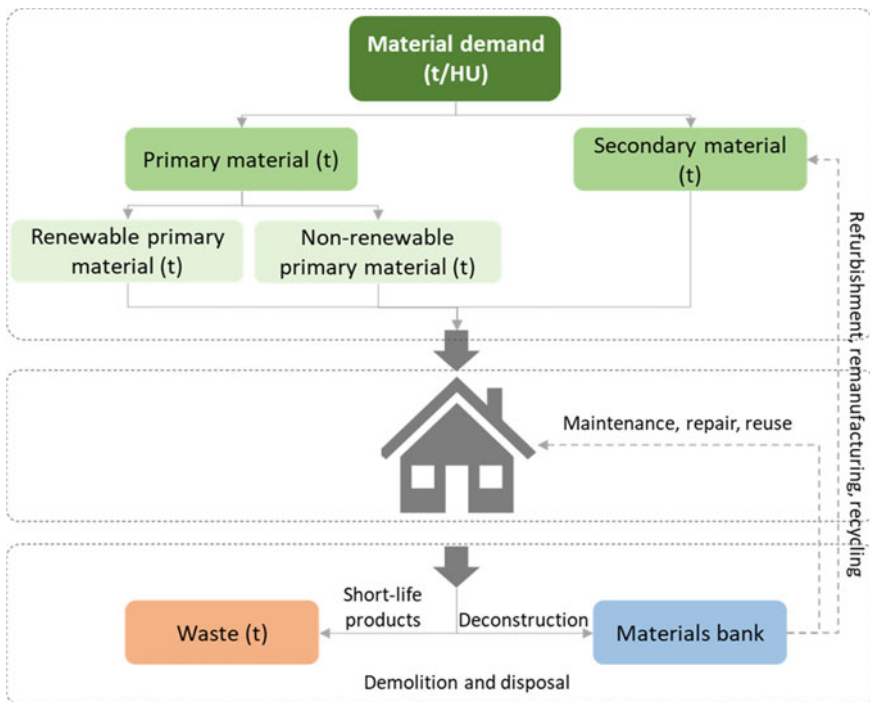 Material demand
(t/HU)
Primary material (t)
Secondary material
(t)
Renewable primary
material (t)
Non-renewable
primary material (t)
Refurbishment, remanufacturing, recycling
Maintenance, repair, reuse
Short-life
products
Deconstruction
Waste (t)
Materials bank
Demolition and disposal